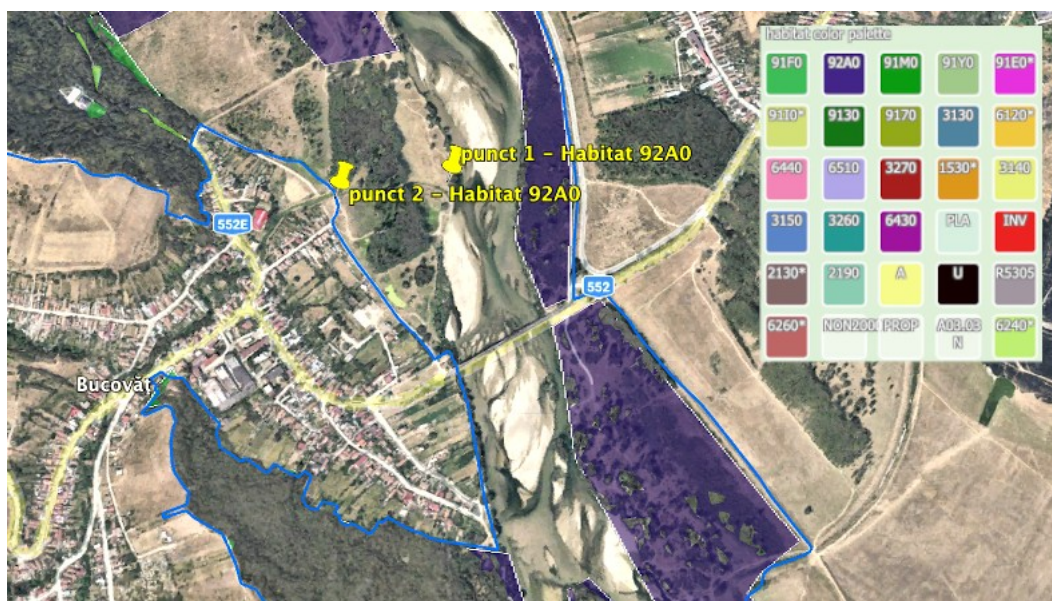 habitat color palette
91F0 92A0 91M0 91Y0 91E0*
91I0* 9130 9170 3130 6120*
6440 6510 3270 1530* 3140
3150 3260 6430 PLA INV
2130* 2190 A U R5305
6260* NON200 PROP A03.03 N 6240*
punct 1 - Habitat 92A0
punct 2 - Habitat 92A0
552E
552
Bucovăț